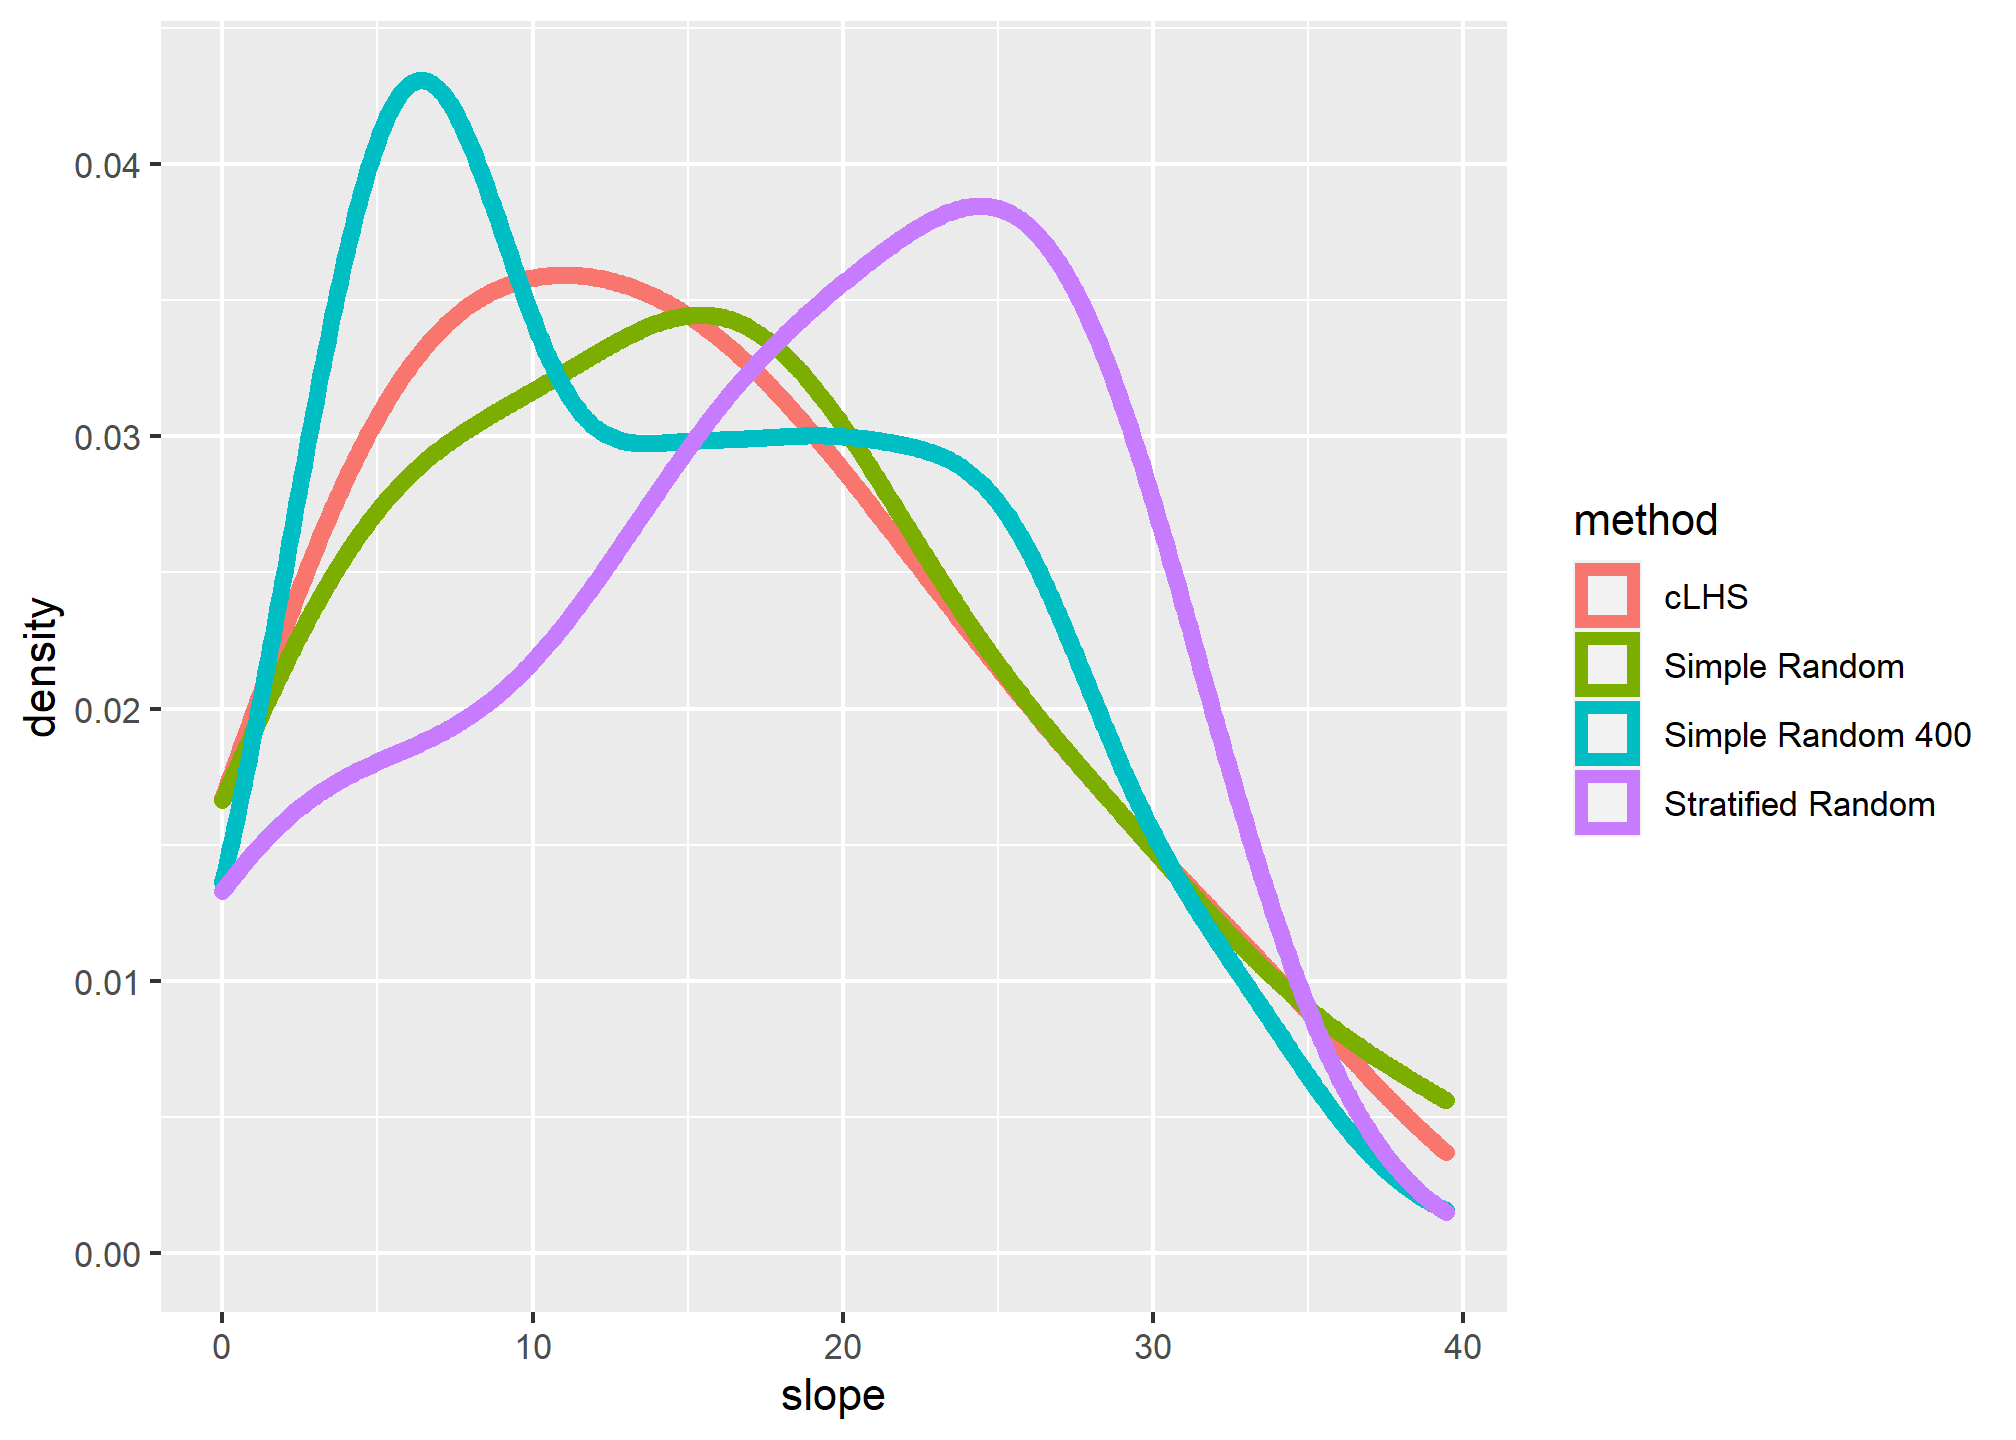 0.04
0.03
0.02
0.01
0.00
density
0
10
20
30
40
slope
method
cLHS
Simple Random
Simple Random 400
Stratified Random